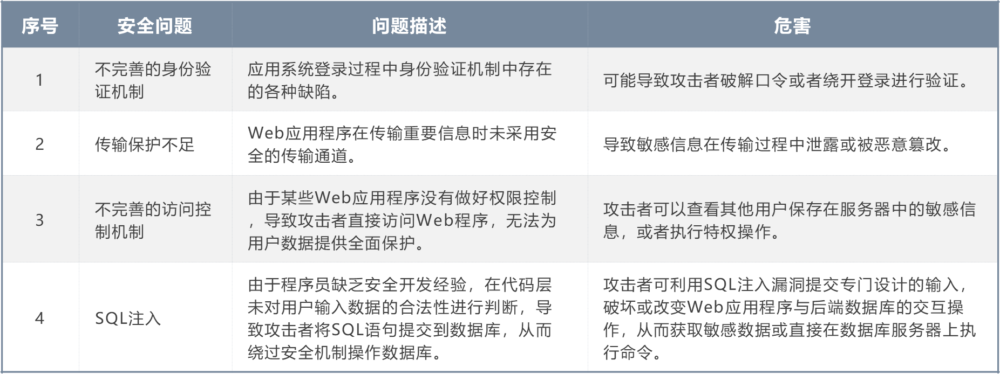 序号 安全问题 问题描述 危害
1
不完善的身份验
证机制
应用系统登录过程中身份验证机制中存在
的各种缺陷。
可能导致攻击者破解口令或者绕开登录进行验证。
2
传输保护不足
Web应用程序在传输重要信息时未采用安
全的传输通道。
导致敏感信息在传输过程中泄露或被恶意篡改。
3
不完善的访问控
制机制
由于某些Web应用程序没有做好权限控制
，导致攻击者直接访问Web程序，无法为
用户数据提供全面保护。
攻击者可以查看其他用户保存在服务器中的敏感信
息，或者执行特权操作。
4
SQL注入
由于程序员缺乏安全开发经验，在代码层
未对用户输入数据的合法性进行判断，导
致攻击者将SQL语句提交到数据库，从而
绕过安全机制操作数据库。
攻击者可利用SQL注入漏洞提交专门设计的输入，
破坏或改变Web应用程序与后端数据库的交互操
作，从而获取敏感数据或直接在数据库服务器上执
行命令。